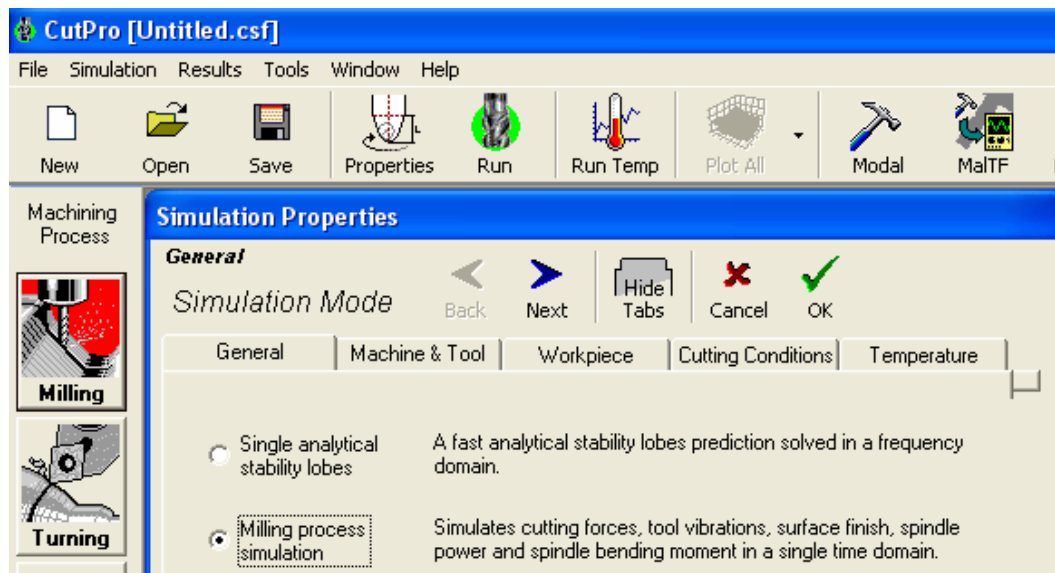 CutPro [Untitled.csf]
File Simulation Results Tools Window Help
New Open Save Properties Run Run Temp Plot All Modal MalTF
Machining
Process
Milling
Turning
Simulation Properties
General
Simulation Mode
Back Next Hide
Tabs Cancel OK
General Machine & Tool Workpiece Cutting Conditions Temperature
Single analytical
stability lobes
A fast analytical stability lobes prediction solved in a frequency
domain.
Milling process
simulation
Simulates cutting forces, tool vibrations, surface finish, spindle
power and spindle bending moment in a single time domain.